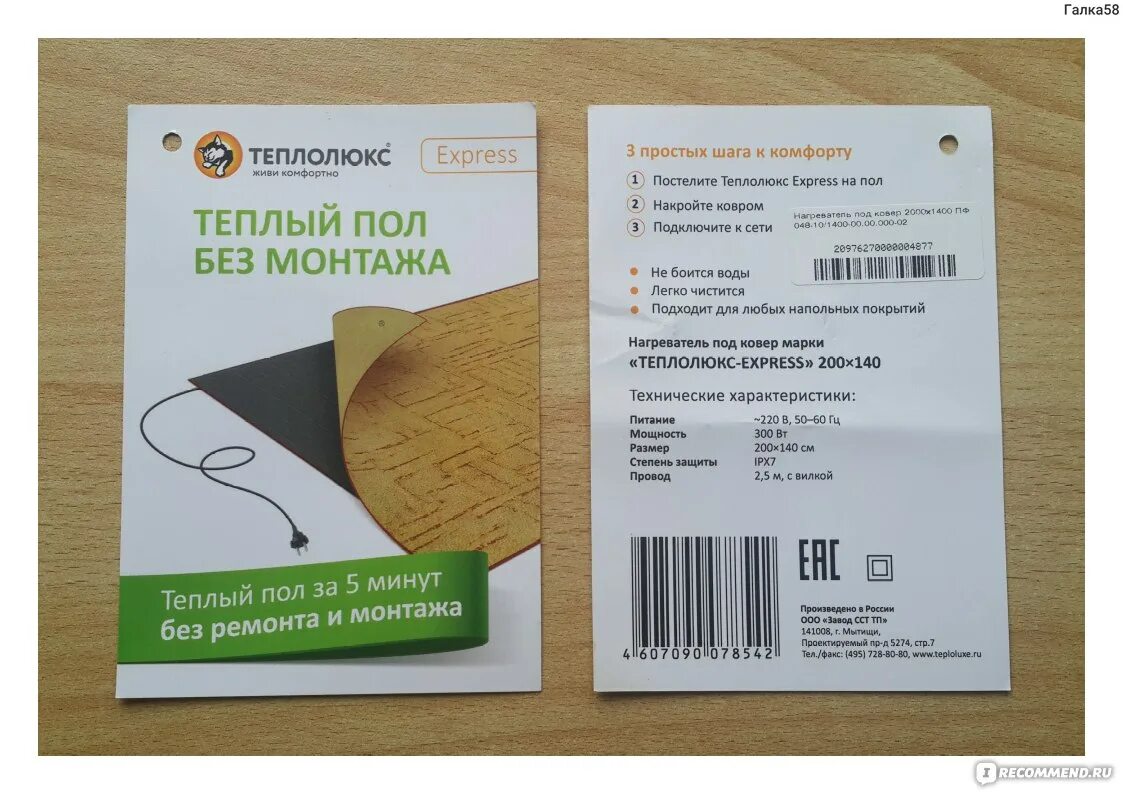 Галка58
ТЕПЛОЛЮКС®
живи комфортно
Express
ТЕПЛЫЙ ПОЛ
БЕЗ МОНТАЖА
®
Теплый пол за 5 минут
без ремонта и монтажа
3 простых шага к комфорту
1 Постелите Теплолюкс Express на пол
2 Накройте ковром
3 Подключите к сети
Нагреватель под ковер 2000х1400 ПФ
048-10/1400-00.00.000-02
20976270000004877
• Не боится воды
• Легко чистится
• Подходит для любых напольных покрытий
Нагреватель под ковер марки
«ТЕПЛОЛЮКС-EXPRESS» 200×140
Технические характеристики:
Питание ~220 В, 50–60 Гц
Мощность 300 Вт
Размер 200×140 см
Степень защиты IPX7
Провод 2,5 м, с вилкой
4 607090 078542
EAC
Произведено в России
ООО «Завод ССТ ТП»
141008, г. Мытищи,
Проектируемый пр-д 5274, стр.7
Тел./факс: (495) 728-80-80, www.teploluxe.ru
IRECOMMEND.RU